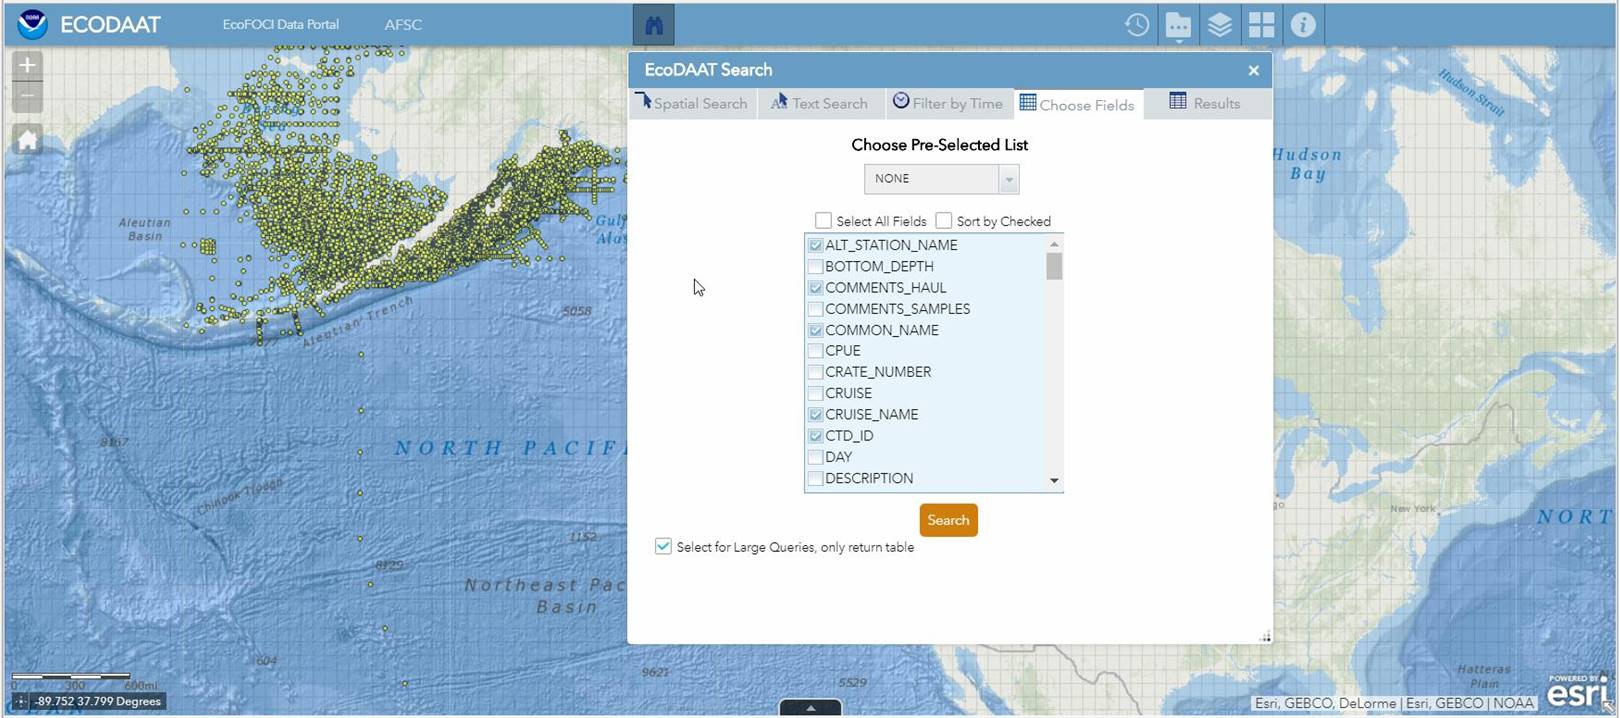 NOAA
ECODAAT
EcoFOCI Data Portal
AFSC
EcoDAAT Search
Spatial Search
Text Search
Filter by Time
Choose Fields
Results
Choose Pre-Selected List
NONE
Select All Fields
Sort by Checked
ALT_STATION_NAME
BOTTOM_DEPTH
COMMENTS_HAUL
COMMENTS_SAMPLES
COMMON_NAME
CPUE
CRATE_NUMBER
CRUISE
CRUISE_NAME
CTD_ID
DAY
DESCRIPTION
Search
Select for Large Queries, only return table
Aleutian
Basin
Aleutian Trench
5058
NORTH PACIFI
Chinook Trough
1152
8129
Northeast Pac
Basin
604
9621
5529
0 300 600mi
-89.752 37.799 Degrees
Hudson Strait
Hudson
Bay
New York
NORT
Hatteras
Plain
Esri, GEBCO, DeLorme | Esri, GEBCO | NOAA
POWERED BY
esri